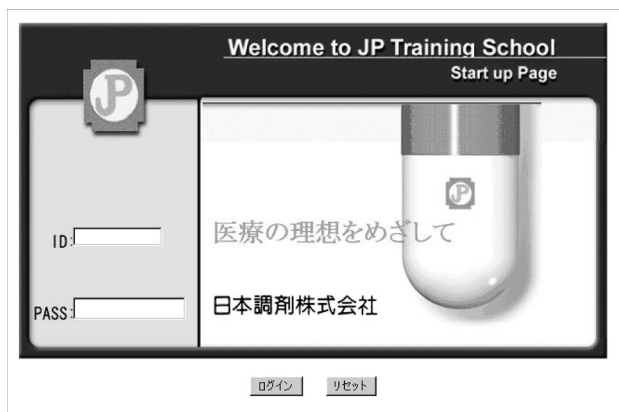 Welcome to JP Training School
Start up Page
JP
JP
医療の理想をめざして
ID:
日本調剤株式会社
PASS:
ログイン
リセット